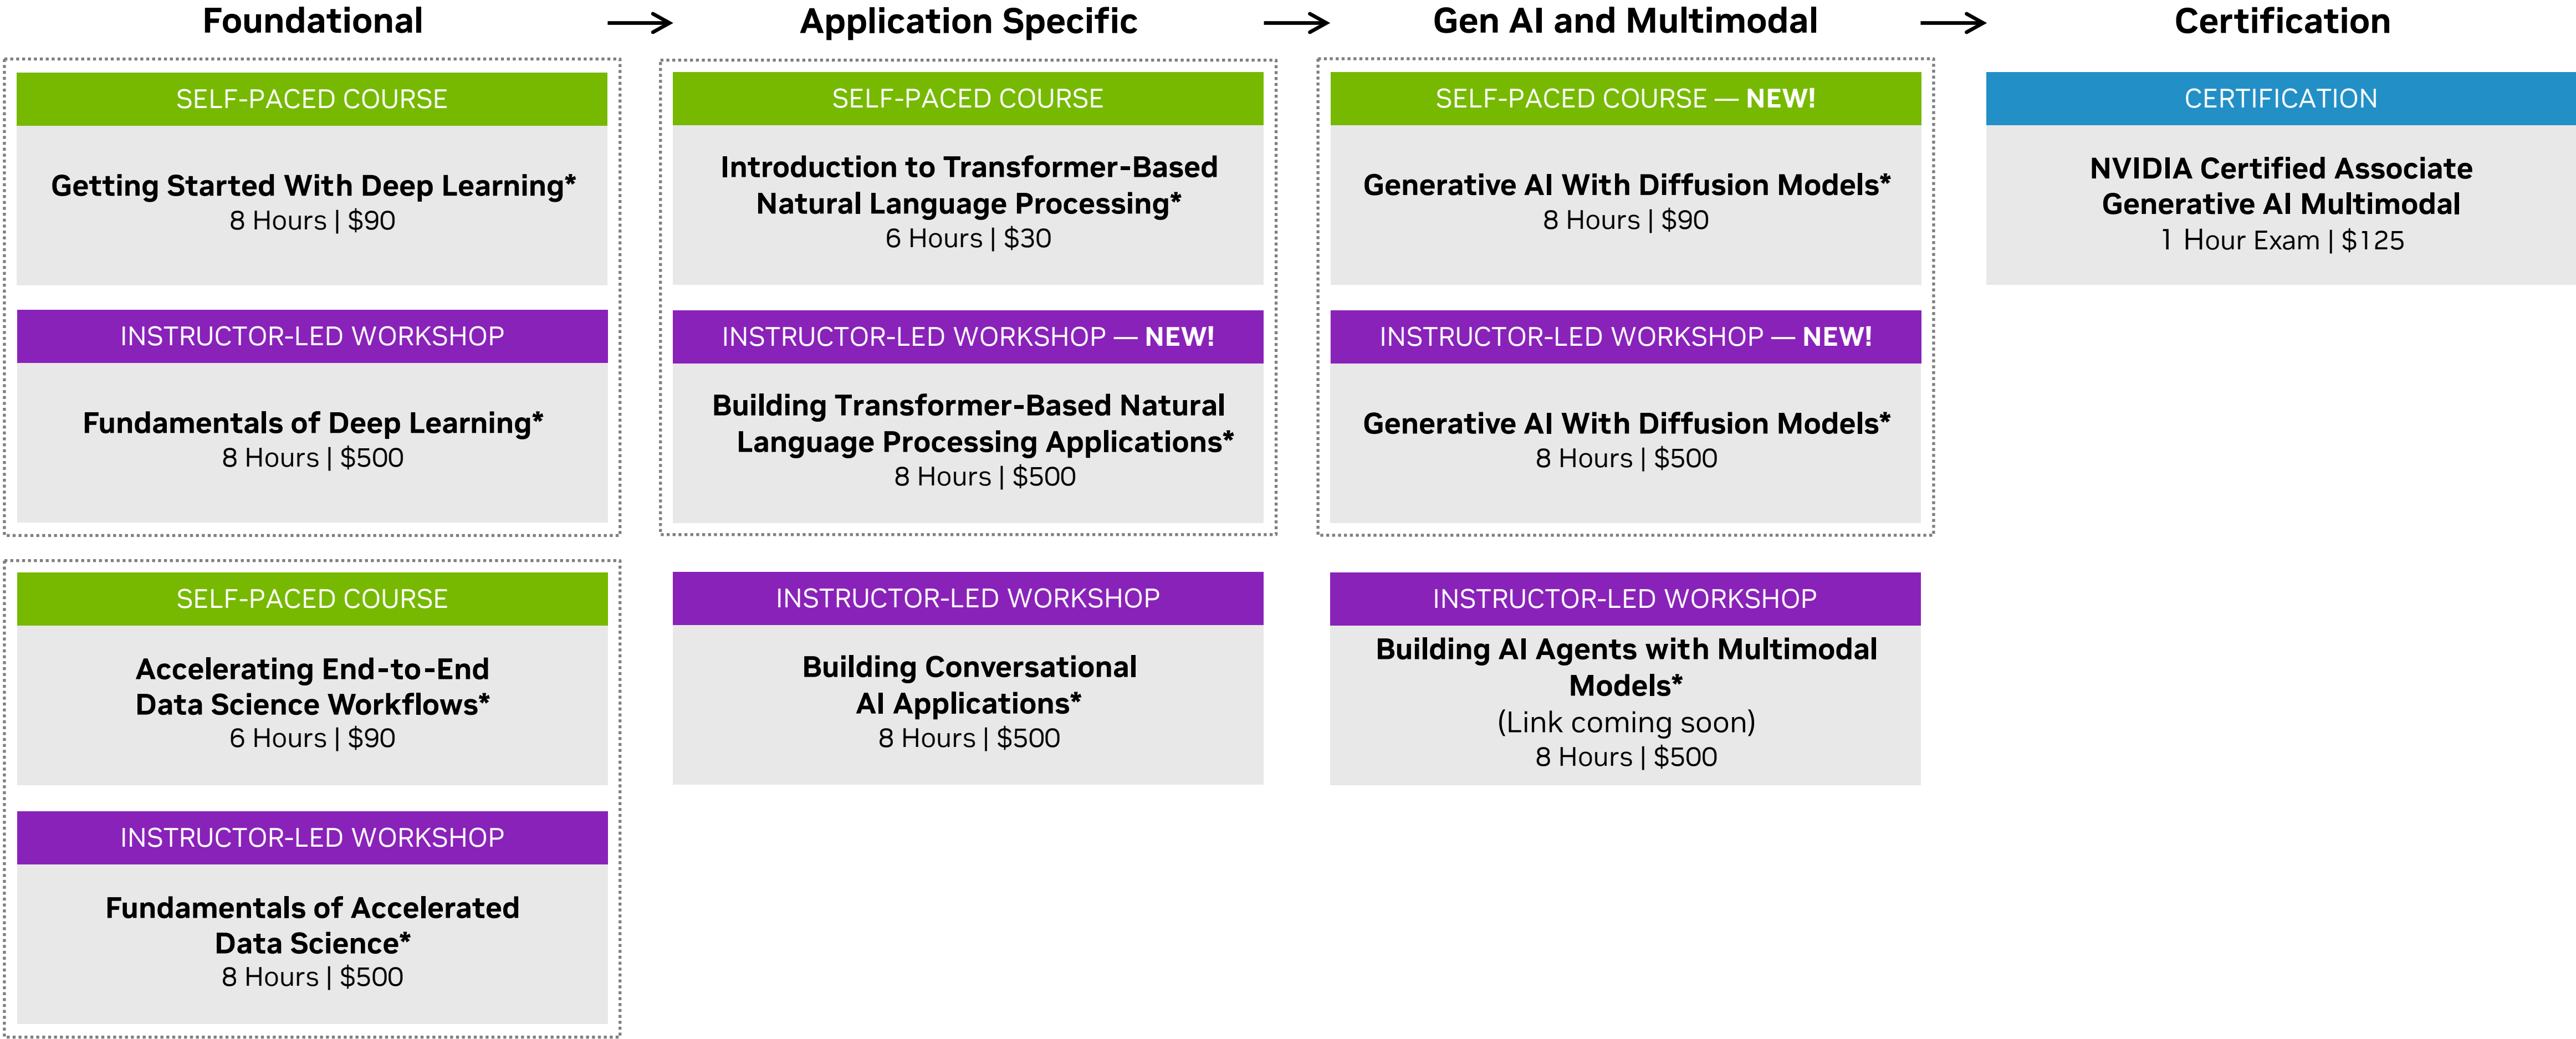 Foundational
Application Specific
Gen AI and Multimodal
Certification
SELF-PACED COURSE
Getting Started With Deep Learning*
8 Hours | $90
INSTRUCTOR-LED WORKSHOP
Fundamentals of Deep Learning*
8 Hours | $500
SELF-PACED COURSE
Accelerating End-to-End
Data Science Workflows*
6 Hours | $90
INSTRUCTOR-LED WORKSHOP
Fundamentals of Accelerated
Data Science*
8 Hours | $500
SELF-PACED COURSE
Introduction to Transformer-Based
Natural Language Processing*
6 Hours | $30
INSTRUCTOR-LED WORKSHOP — NEW!
Building Transformer-Based Natural
Language Processing Applications*
8 Hours | $500
INSTRUCTOR-LED WORKSHOP
Building Conversational
AI Applications*
8 Hours | $500
SELF-PACED COURSE — NEW!
Generative AI With Diffusion Models*
8 Hours | $90
INSTRUCTOR-LED WORKSHOP — NEW!
Generative AI With Diffusion Models*
8 Hours | $500
INSTRUCTOR-LED WORKSHOP
Building AI Agents with Multimodal
Models*
(Link coming soon)
8 Hours | $500
CERTIFICATION
NVIDIA Certified Associate
Generative AI Multimodal
1 Hour Exam | $125